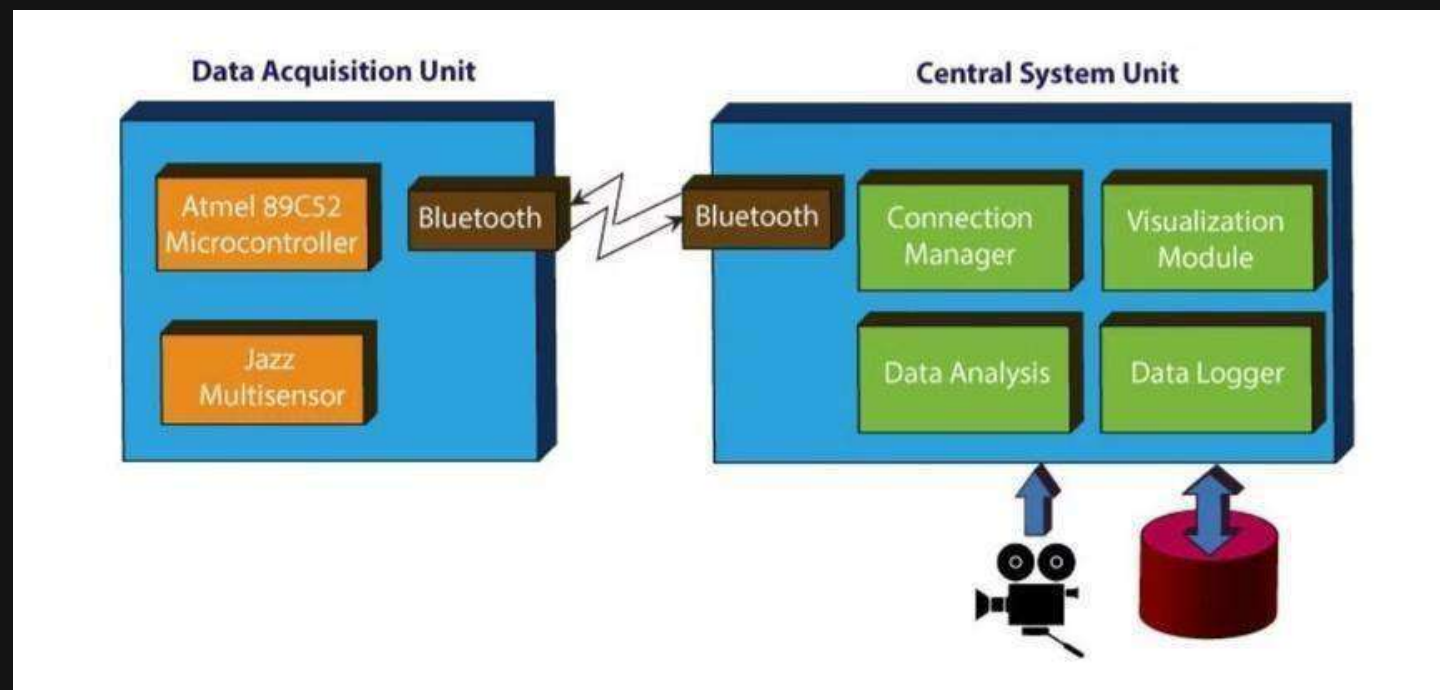 Data Acquisition Unit
Central System Unit
Atmel 89C52
Microcontroller
Bluetooth
Jazz
Multisensor
Bluetooth
Connection
Manager
Visualization
Module
Data Analysis
Data Logger